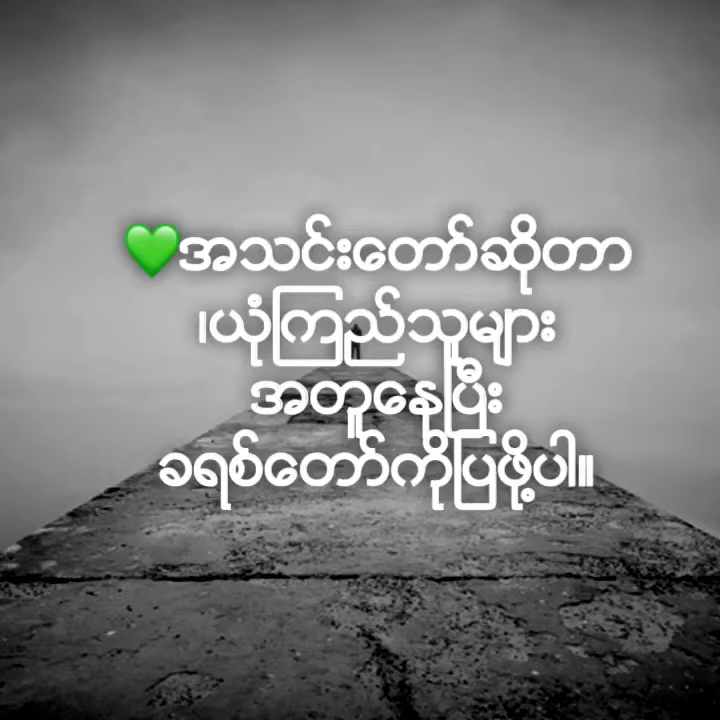 💚အသင်းတော်ဆိုတာ
၊ယုံကြည်သူများ
အတူနေပြီး
ခရစ်တော်ကိုပြဖို့ပါ။